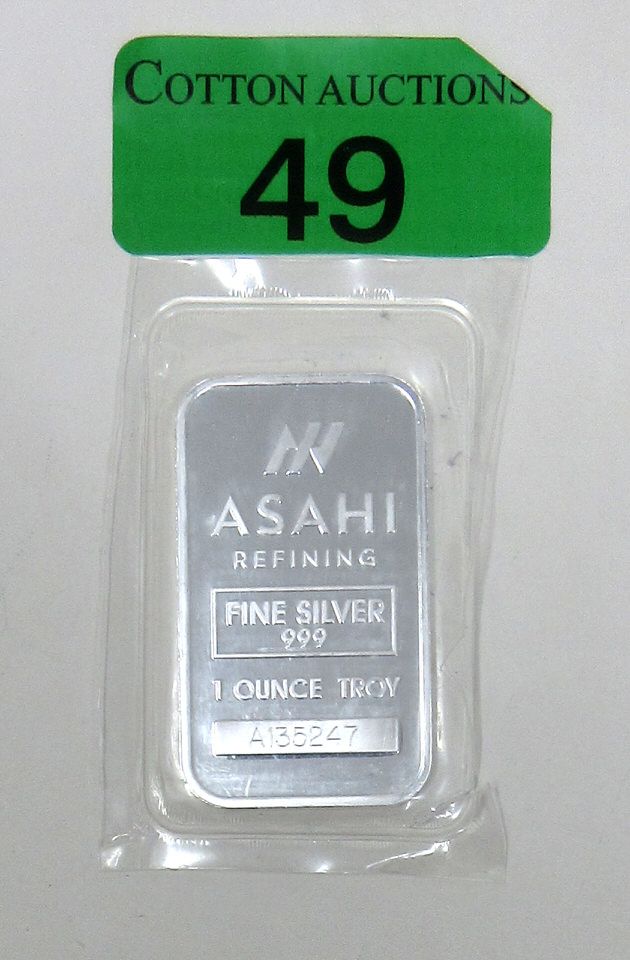 COTTON AUCTIONS
49
ASAHI
REFINING
FINE SILVER
999
1 OUNCE TROY
A135247